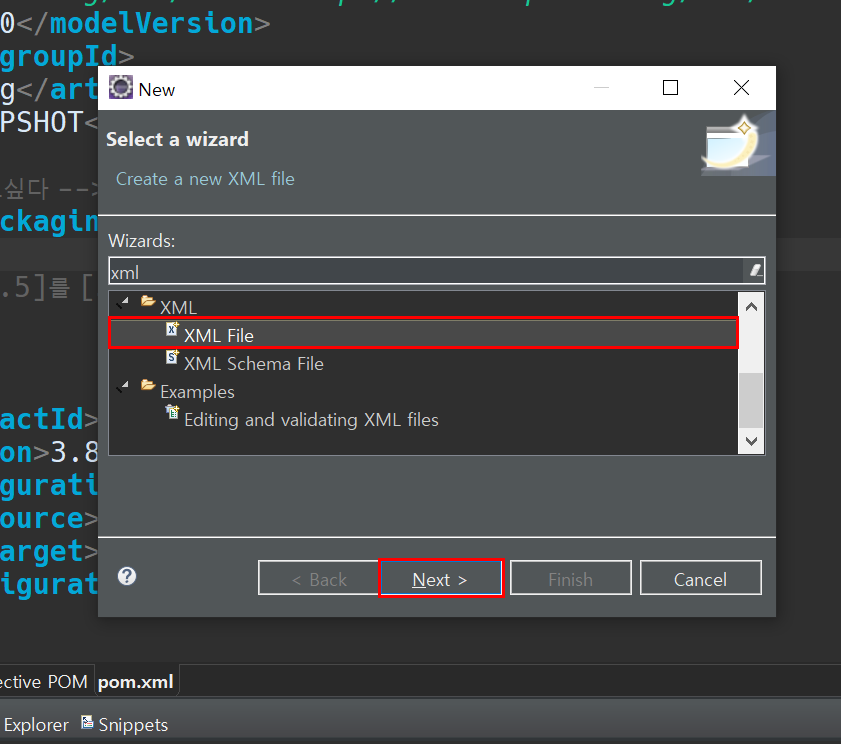 0</modelVersion>
groupId>
g</art
PSHOT<
싶다 -->
ckagin
.5]를 [
actId>
on>3.8
gurati
ource>
arget>
igurat
New
Select a wizard
Create a new XML file
Wizards:
xml
XML
XML File
XML Schema File
Examples
Editing and validating XML files
< Back
Next >
Finish
Cancel
ective POM
pom.xml
Explorer
Snippets